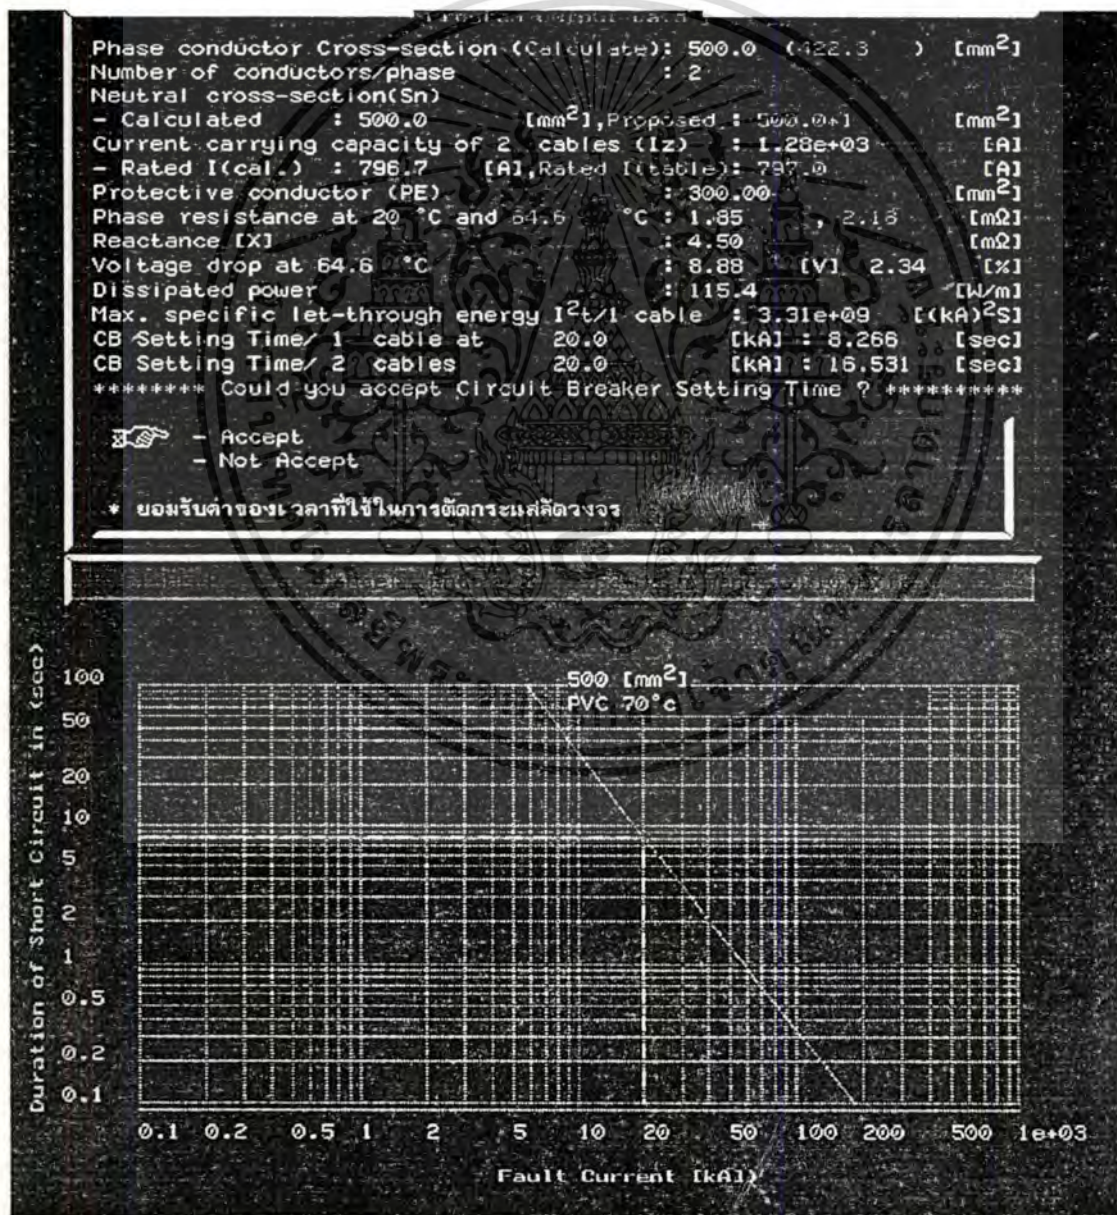 Program Output Data
Phase conductor Cross-section (Calculate): 500.0 (422.3 ) [mm²]
Number of conductors/phase : 2
Neutral cross-section(Sn)
- Calculated : 500.0 [mm²],Proposed : 500.0*1 [mm²]
Current carrying capacity of 2 cables (Iz) : 1.28e+03 [A]
- Rated I(cal.) : 796.7 [A],Rated I(table): 797.0 [A]
Protective conductor (PE) : 300.00 [mm²]
Phase resistance at 20 °C and 64.6 °C : 1.85 , 2.18 [mΩ]
Reactance [X] : 4.50 [mΩ]
Voltage drop at 64.6 °C : 8.88 [V] 2.34 [%]
Dissipated power : 115.4 [W/m]
Max. specific let-through energy I²t/1 cable : 3.31e+09 [(kA)²S]
CB Setting Time/ 1 cable at 20.0 [kA] : 8.266 [sec]
CB Setting Time/ 2 cables 20.0 [kA] : 16.531 [sec]
******** Could you accept Circuit Breaker Setting Time ? **********
- Accept
- Not Accept
* ยอมรับค่าของเวลาที่ใช้ในการตัดกระแสลัดวงจร
500 [mm²]
PVC 70°c
Duration of Short Circuit in (sec)
100
50
20
10
5
2
1
0.5
0.2
0.1
0.1 0.2 0.5 1 2 5 10 20 50 100 200 500 1e+03
Fault Current [kA])